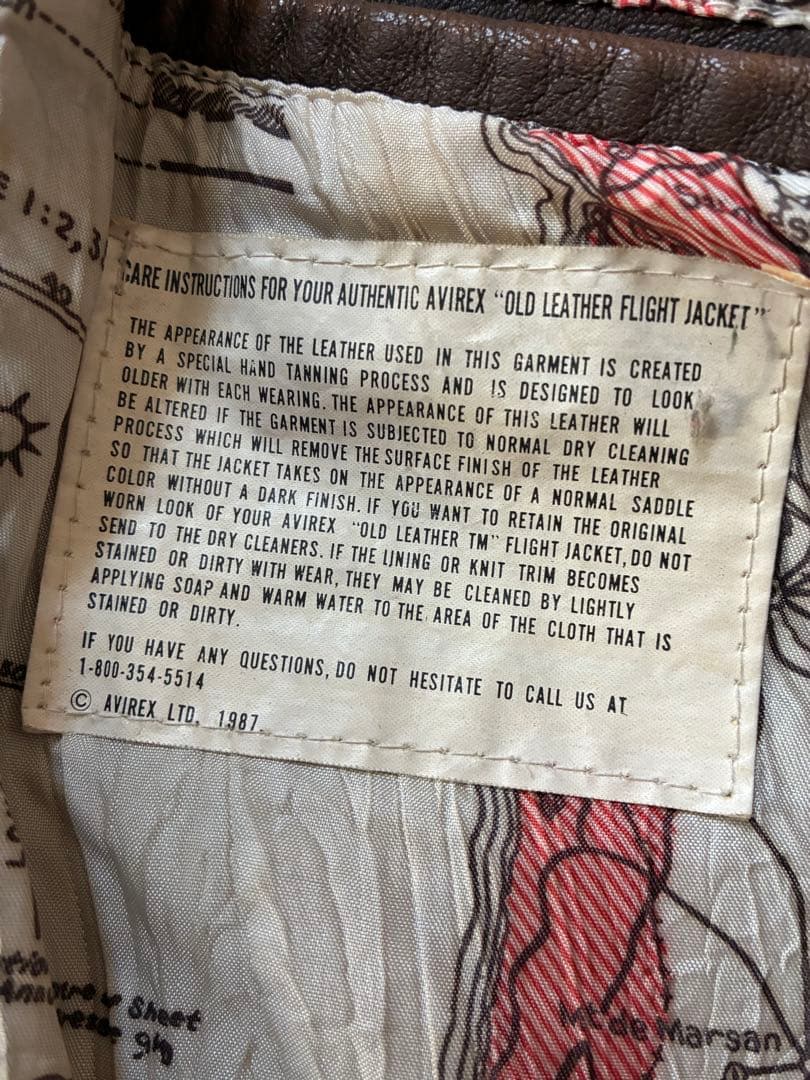 E 1:2,3
CARE INSTRUCTIONS FOR YOUR AUTHENTIC AVIREX "OLD LEATHER FLIGHT JACKET"
THE APPEARANCE OF THE LEATHER USED IN THIS GARMENT IS CREATED
BY A SPECIAL HAND TANNING PROCESS AND IS DESIGNED TO LOOK
OLDER WITH EACH WEARING. THE APPEARANCE OF THIS LEATHER WILL
BE ALTERED IF THE GARMENT IS SUBJECTED TO NORMAL DRY CLEANING
PROCESS WHICH WILL REMOVE THE SURFACE FINISH OF THE LEATHER
SO THAT THE JACKET TAKES ON THE APPEARANCE OF A NORMAL SADDLE
COLOR WITHOUT A DARK FINISH. IF YOU WANT TO RETAIN THE ORIGINAL
WORN LOOK OF YOUR AVIREX "OLD LEATHER TM" FLIGHT JACKET, DO NOT
SEND TO THE DRY CLEANERS. IF THE LINING OR KNIT TRIM BECOMES
STAINED OR DIRTY WITH WEAR, THEY MAY BE CLEANED BY LIGHTLY
APPLYING SOAP AND WARM WATER TO THE AREA OF THE CLOTH THAT IS
STAINED OR DIRTY.
IF YOU HAVE ANY QUESTIONS, DO NOT HESITATE TO CALL US AT
1-800-354-5514
© AVIREX LTD. 1987
Sheet
Mt de Marsan